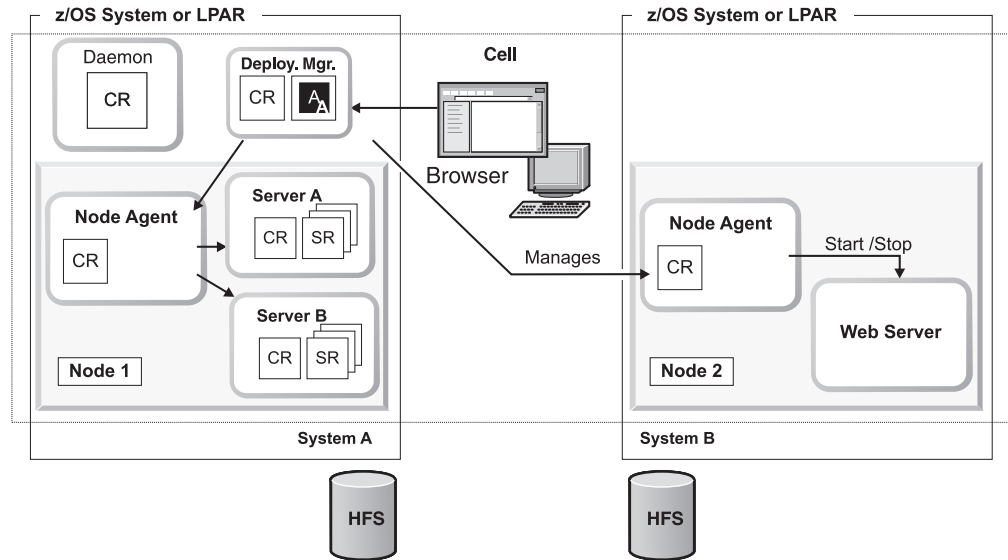 z/OS System or LPAR
z/OS System or LPAR
Daemon
CR
Deploy. Mgr.
CR
A
A
Cell
Browser
Node Agent
CR
Server A
CR
SR
Server B
CR
SR
Node 1
Manages
Node Agent
CR
Start /Stop
Web Server
Node 2
System A
System B
HFS
HFS